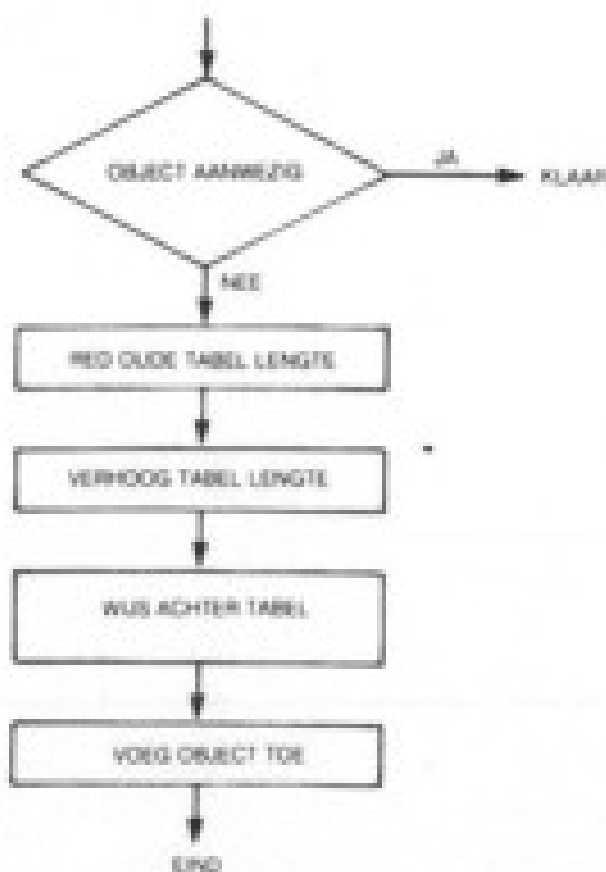 OBJECT AANWEZIG
JA
KLAAR
NEE
RED OUDE TABEL LENGTE
VERHOOG TABEL LENGTE
WIJS ACHTER TABEL
VOEG OBJECT TOE
EIND